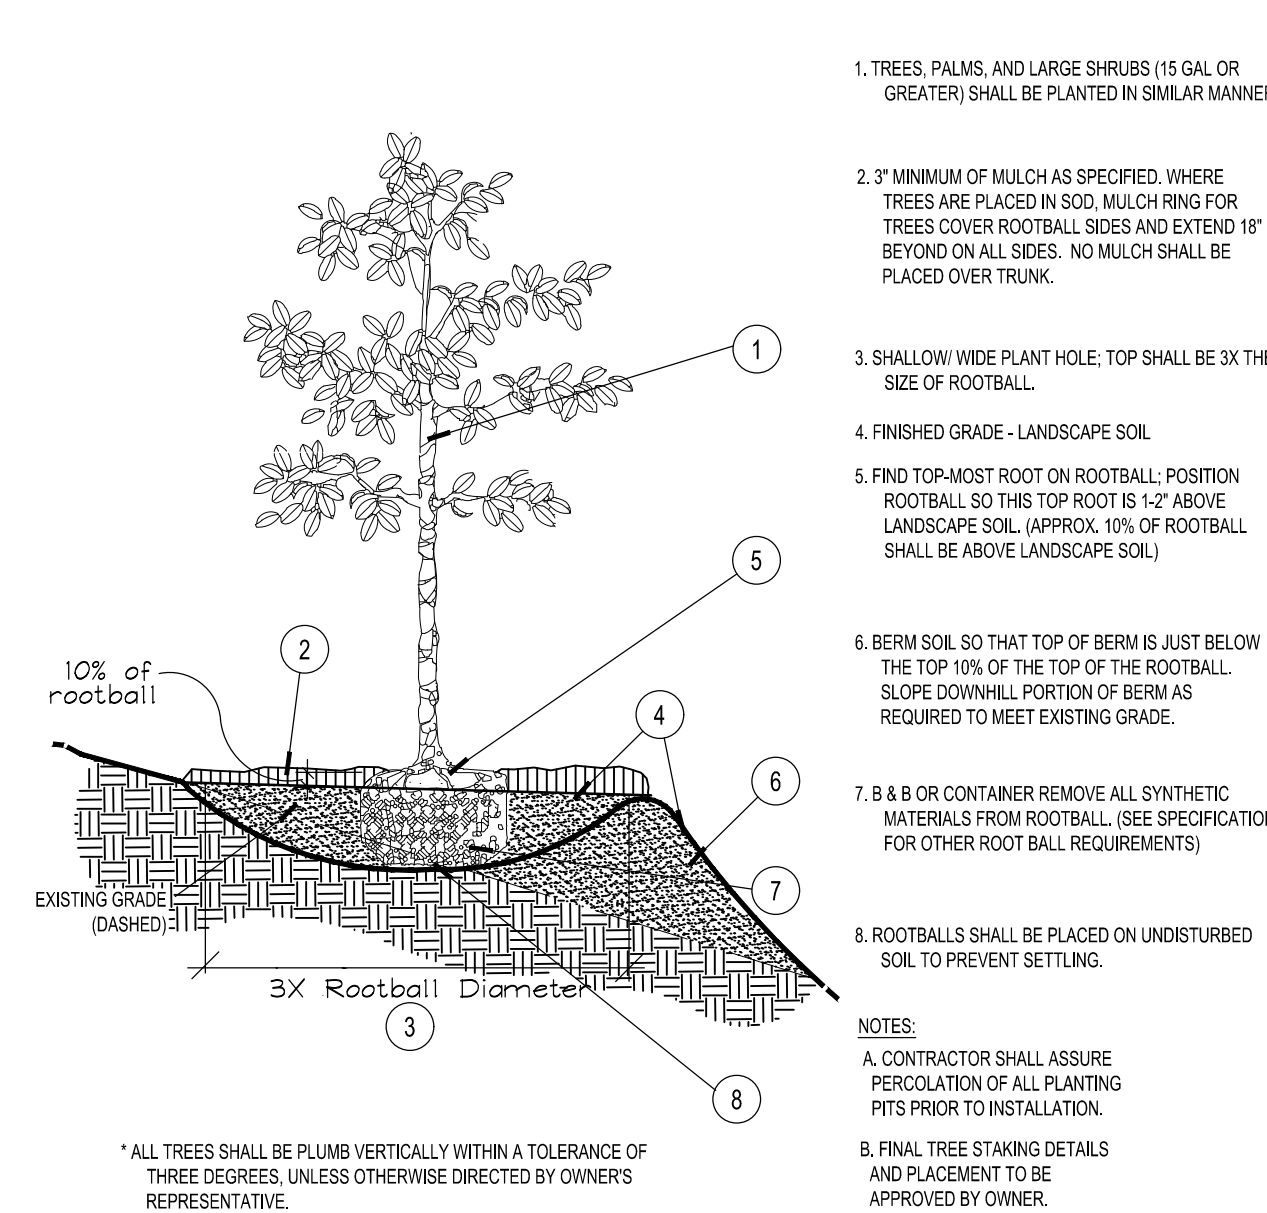 1. TREES, PALMS, AND LARGE SHRUBS (15 GAL OR
GREATER) SHALL BE PLANTED IN SIMILAR MANNER
2. 3" MINIMUM OF MULCH AS SPECIFIED. WHERE
TREES ARE PLACED IN SOD, MULCH RING FOR
TREES COVER ROOTBALL SIDES AND EXTEND 18"
BEYOND ON ALL SIDES. NO MULCH SHALL BE
PLACED OVER TRUNK.
3. SHALLOW/ WIDE PLANT HOLE; TOP SHALL BE 3X THE
SIZE OF ROOTBALL.
4. FINISHED GRADE - LANDSCAPE SOIL
5. FIND TOP-MOST ROOT ON ROOTBALL; POSITION
ROOTBALL SO THIS TOP ROOT IS 1-2" ABOVE
LANDSCAPE SOIL. (APPROX. 10% OF ROOTBALL
SHALL BE ABOVE LANDSCAPE SOIL)
6. BERM SOIL SO THAT TOP OF BERM IS JUST BELOW
THE TOP 10% OF THE TOP OF THE ROOTBALL.
SLOPE DOWNHILL PORTION OF BERM AS
REQUIRED TO MEET EXISTING GRADE.
7. B & B OR CONTAINER REMOVE ALL SYNTHETIC
MATERIALS FROM ROOTBALL. (SEE SPECIFICATIO
FOR OTHER ROOT BALL REQUIREMENTS)
8. ROOTBALLS SHALL BE PLACED ON UNDISTURBED
SOIL TO PREVENT SETTLING.
NOTES:
A. CONTRACTOR SHALL ASSURE
PERCOLATION OF ALL PLANTING
PITS PRIOR TO INSTALLATION.
B. FINAL TREE STAKING DETAILS
AND PLACEMENT TO BE
APPROVED BY OWNER.
1
5
2
10% of
rootball
4
6
EXISTING GRADE
(DASHED)
7
3X Rootball Diameter
3
8
* ALL TREES SHALL BE PLUMB VERTICALLY WITHIN A TOLERANCE OF
THREE DEGREES, UNLESS OTHERWISE DIRECTED BY OWNER'S
REPRESENTATIVE.